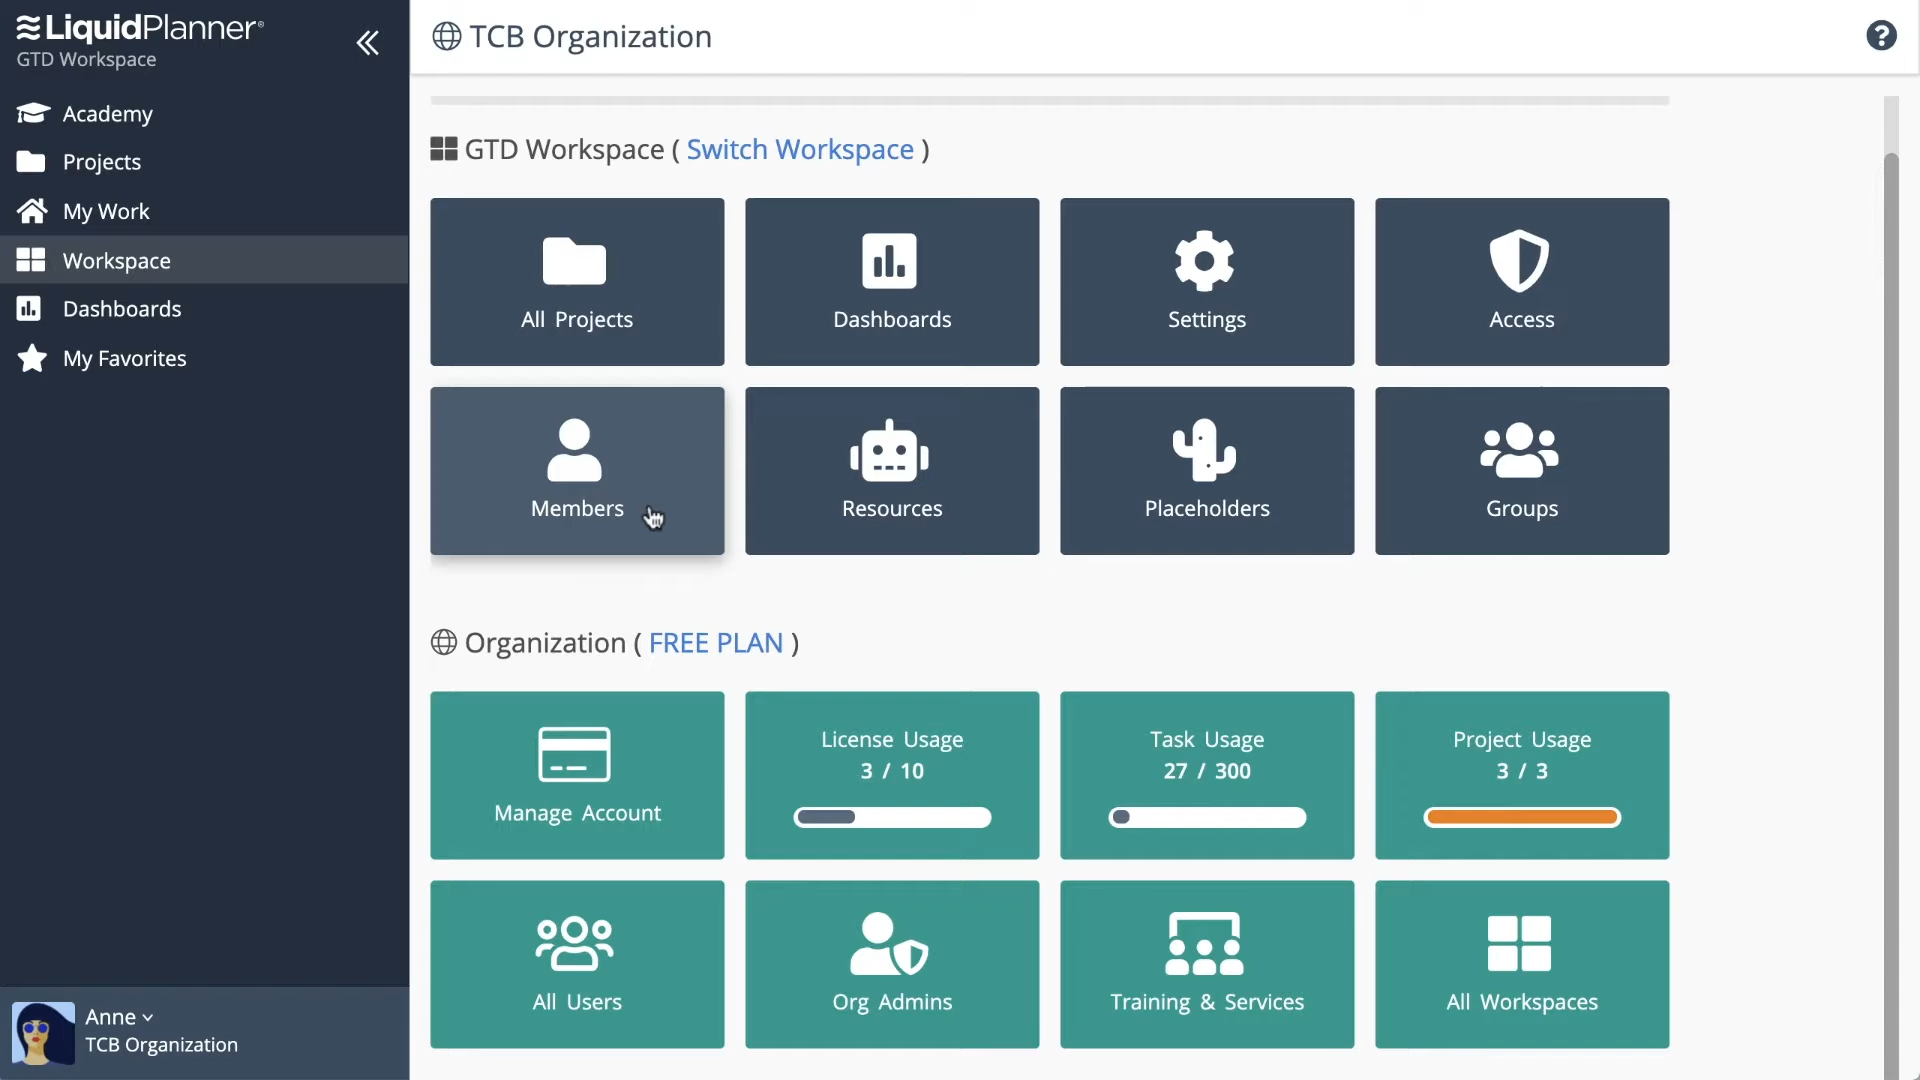 LiquidPlanner
GTD Workspace
Academy
Projects
My Work
Workspace
Dashboards
My Favorites
Anne
TCB Organization
TCB Organization
?
GTD Workspace ( Switch Workspace )
All Projects
Dashboards
Settings
Access
Members
Resources
Placeholders
Groups
Organization ( FREE PLAN )
Manage Account
License Usage
3 / 10
Task Usage
27 / 300
Project Usage
3 / 3
All Users
Org Admins
Training & Services
All Workspaces